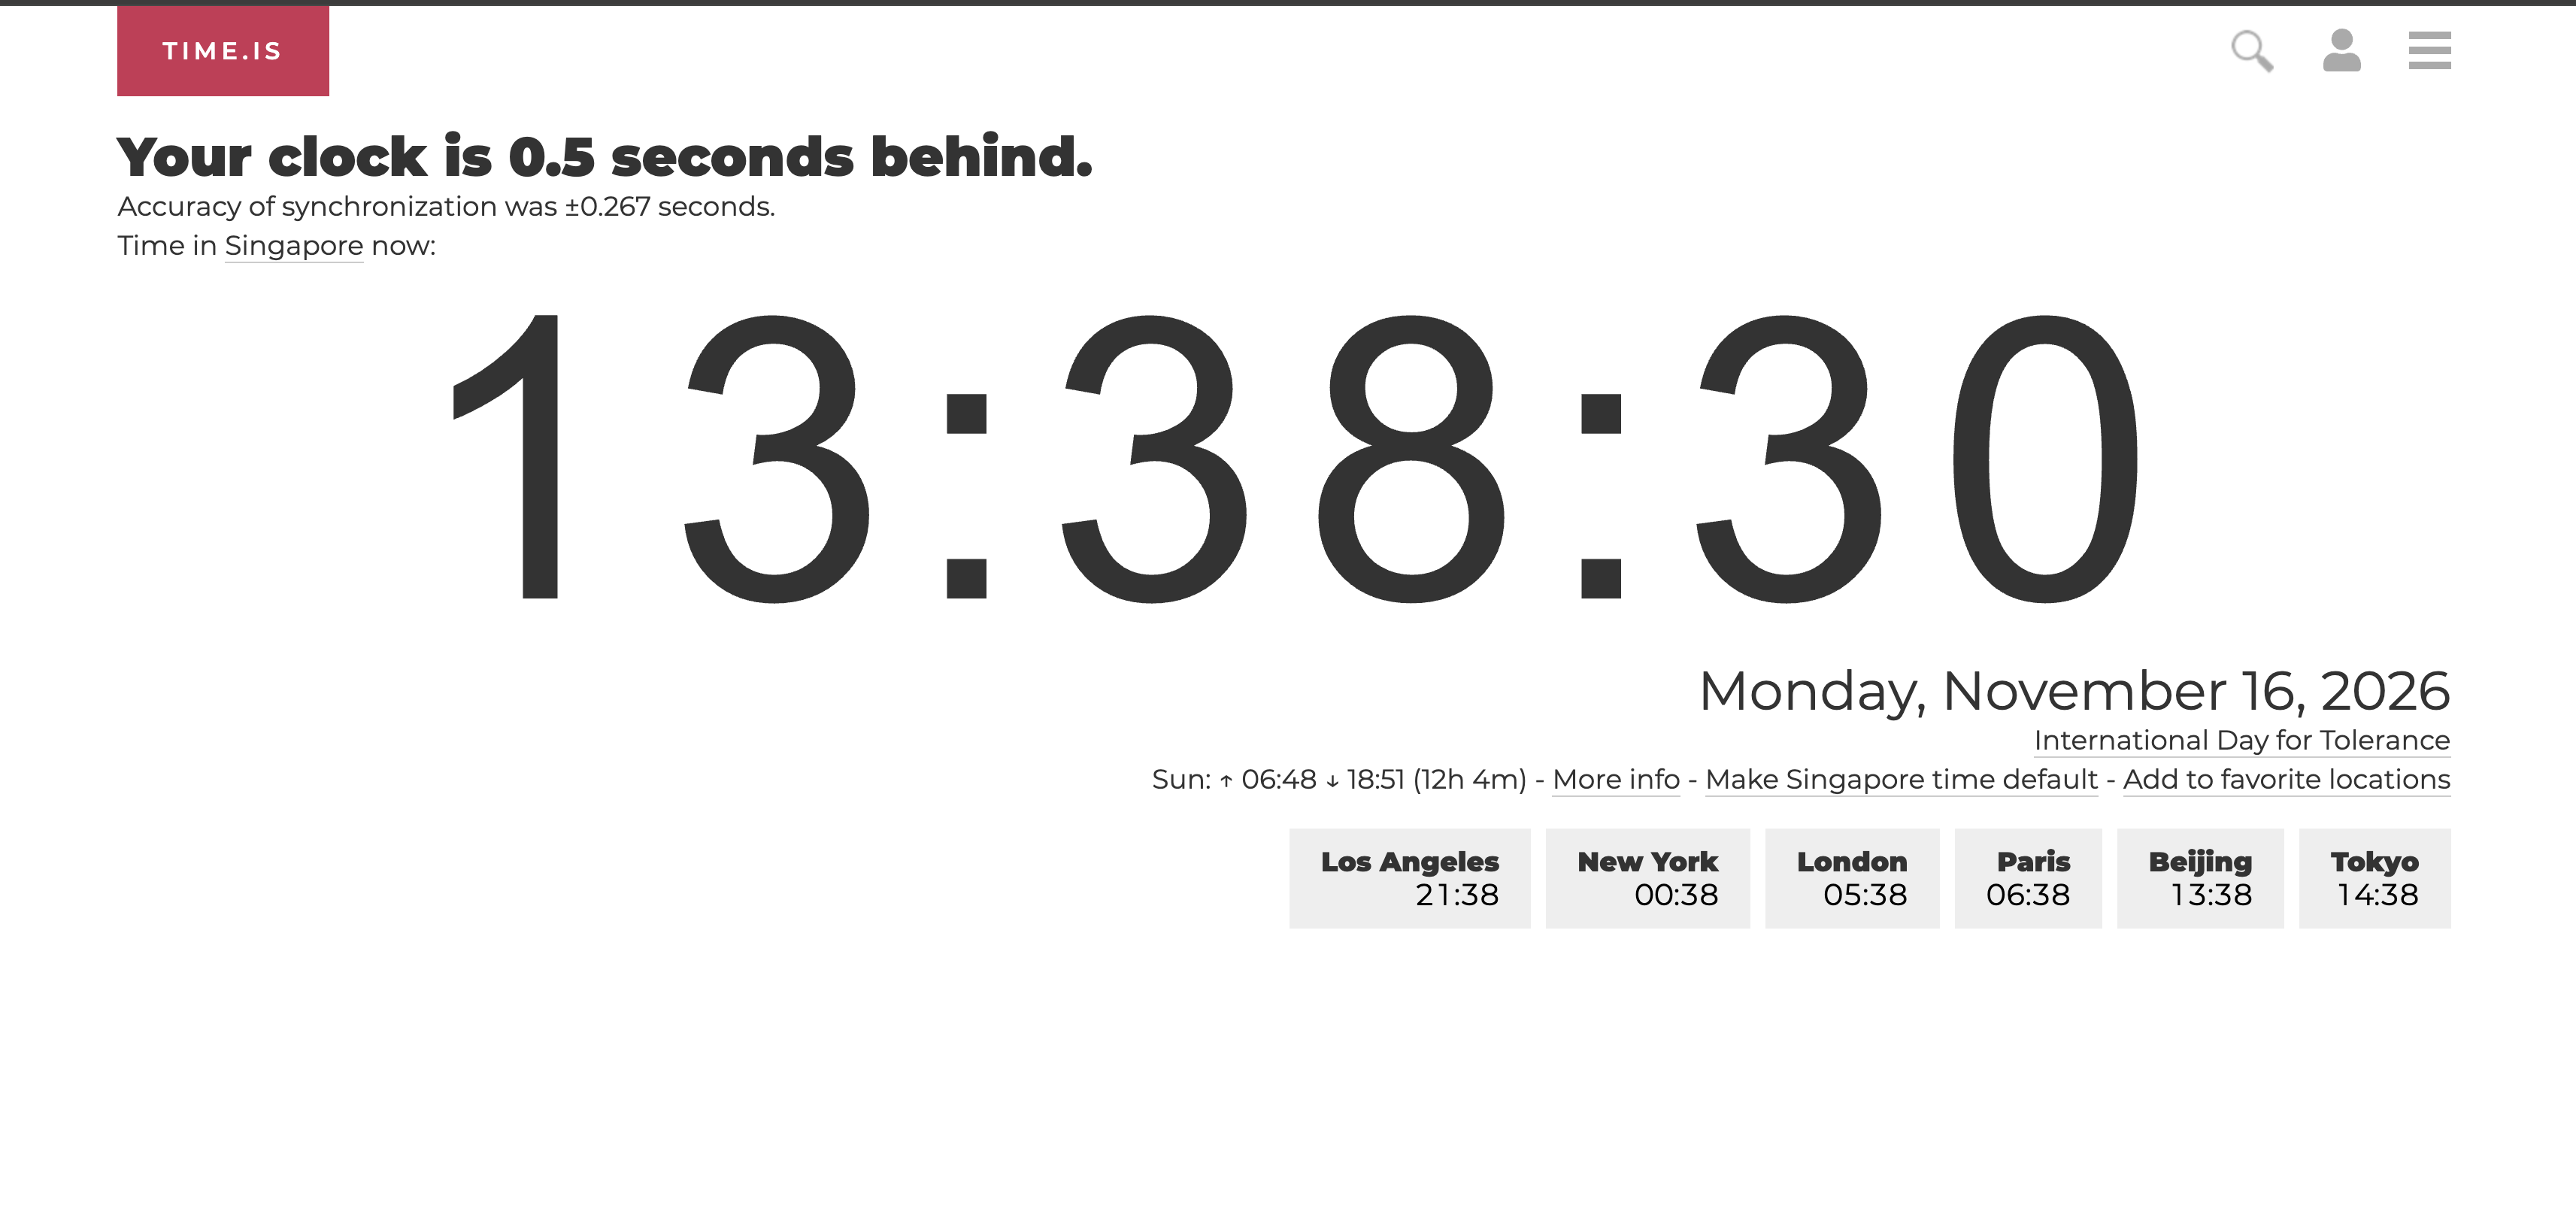 TIME.IS
Your clock is 0.5 seconds behind.
Accuracy of synchronization was ±0.267 seconds.
Time in Singapore now:
13:38:30
Monday, November 16, 2026
International Day for Tolerance
Sun: ↑ 06:48 ↓ 18:51 (12h 4m) - More info - Make Singapore time default - Add to favorite locations
Los Angeles
21:38
New York
00:38
London
05:38
Paris
06:38
Beijing
13:38
Tokyo
14:38